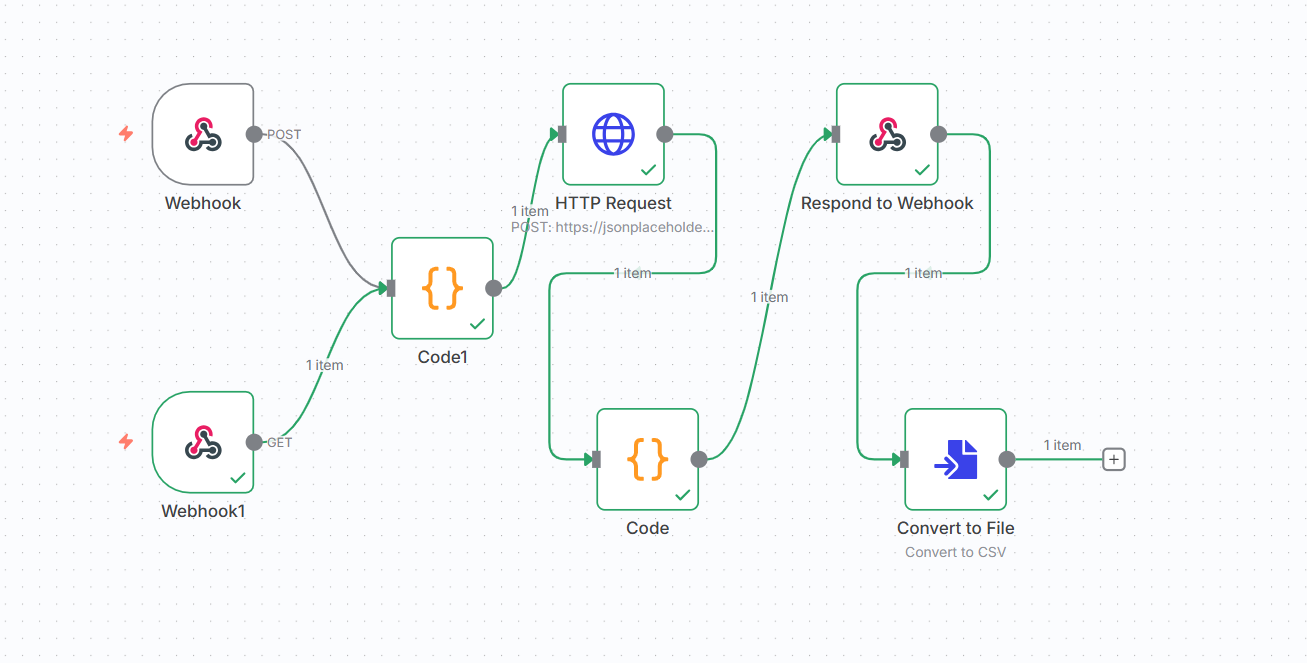 POST
Webhook
HTTP Request
POST: https://jsonplaceholde...
Respond to Webhook
1 item
1 item
1 item
1 item
Code1
1 item
GET
Webhook1
1 item
Code
Convert to File
Convert to CSV